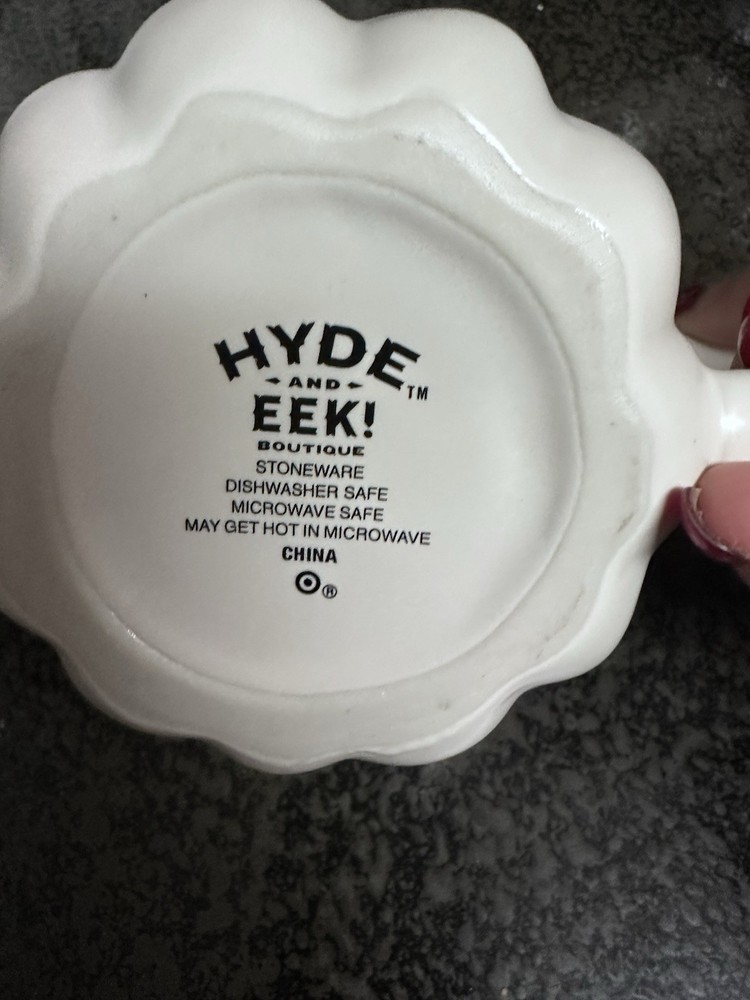 HYDE
AND
EEK!™
BOUTIQUE
STONEWARE
DISHWASHER SAFE
MICROWAVE SAFE
MAY GET HOT IN MICROWAVE
CHINA
®